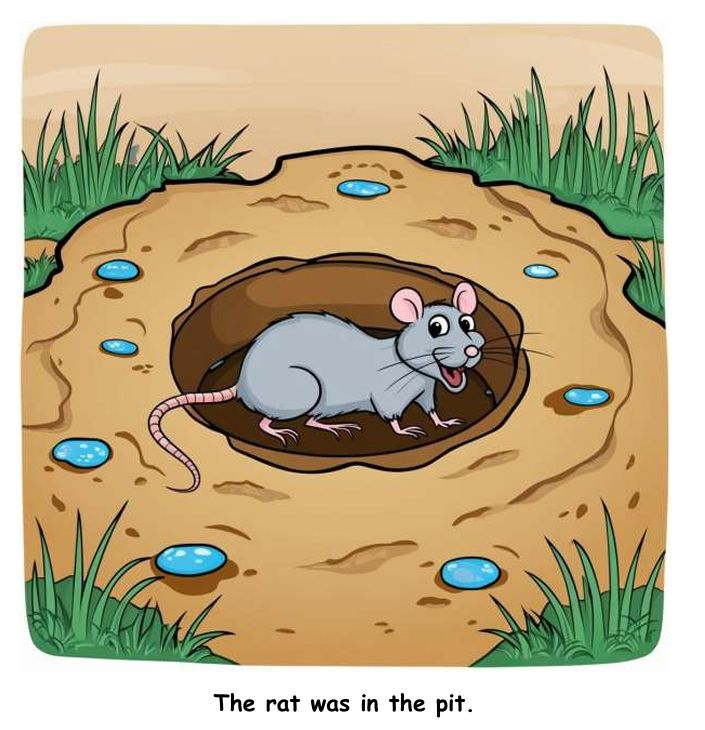 The rat was in the pit.